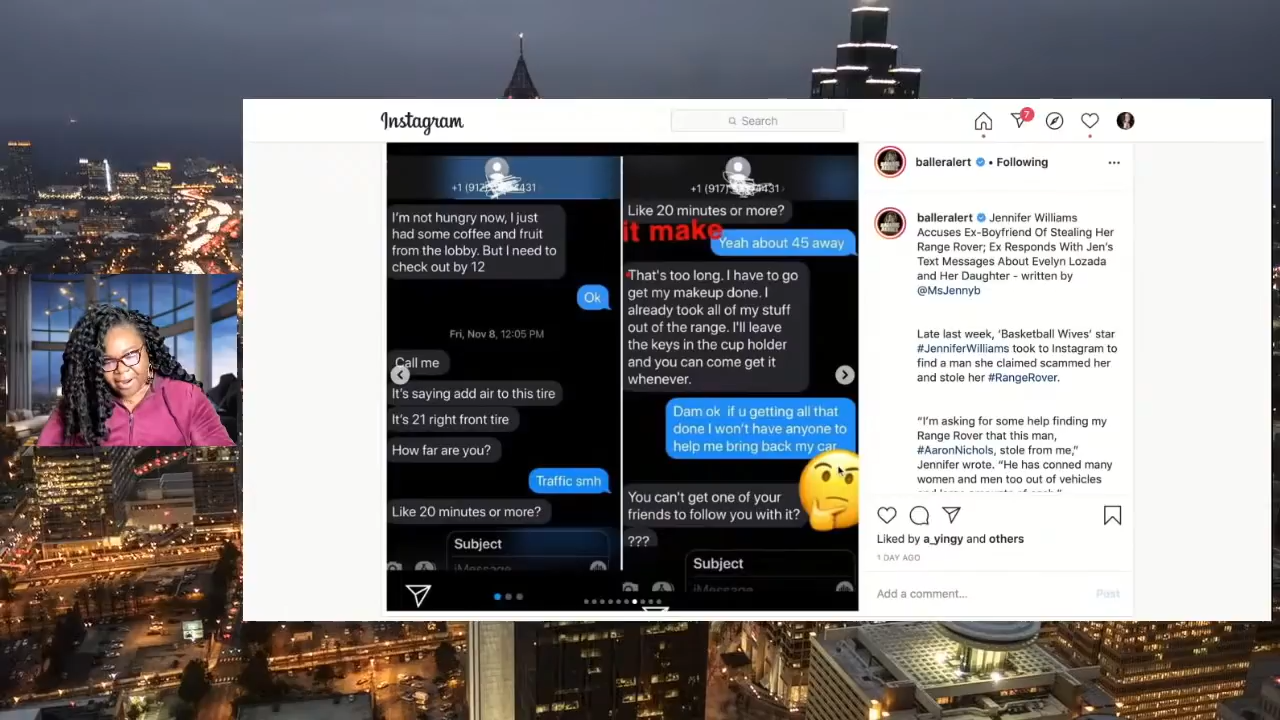 Instagram
Search
7
+1 (912) 4431
I'm not hungry now, I just
had some coffee and fruit
from the lobby. But I need to
check out by 12
Ok
Fri, Nov 8, 12:05 PM
Call me
It's saying add air to this tire
It's 21 right front tire
How far are you?
Traffic smh
Like 20 minutes or more?
Subject
iMessage
+1 (917) 4431
Like 20 minutes or more?
it make
Yeah about 45 away
That's too long. I have to go
get my makeup done. I
already took all of my stuff
out of the range. I'll leave
the keys in the cup holder
and you can come get it
whenever.
Dam ok if u getting all that
done I won't have anyone to
help me bring back my car
You can't get one of your
friends to follow you with it?
???
Subject
iMessage
balleralert • Following
balleralert Jennifer Williams
Accuses Ex-Boyfriend Of Stealing Her
Range Rover; Ex Responds With Jen's
Text Messages About Evelyn Lozada
and Her Daughter - written by
@MsJennyb
Late last week, 'Basketball Wives' star
#JenniferWilliams took to Instagram to
find a man she claimed scammed her
and stole her #RangeRover.
"I'm asking for some help finding my
Range Rover that this man,
#AaronNichols, stole from me,"
Jennifer wrote. "He has conned many
women and men too out of vehicles
and large amounts of cash."
Liked by a_yingy and others
1 DAY AGO
Add a comment...
Post